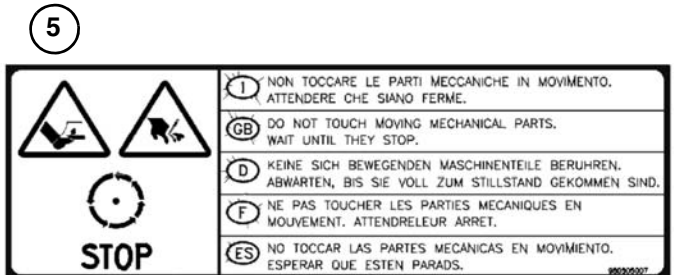 5
STOP
I NON TOCCARE LE PARTI MECCANICHE IN MOVIMENTO.
ATTENDERE CHE SIANO FERME.
GB DO NOT TOUCH MOVING MECHANICAL PARTS.
WAIT UNTIL THEY STOP.
D KEINE SICH BEWEGENDEN MASCHINENTEILE BERUHREN.
ABWARTEN, BIS SIE VOLL ZUM STILLSTAND GEKOMMEN SIND.
F NE PAS TOUCHER LES PARTIES MECANIQUES EN
MOUVEMENT. ATTENDRELEUR ARRET.
ES NO TOCCAR LAS PARTES MECÁNICAS EN MOVIMIENTO.
ESPERAR QUE ESTEN PARADS.
960505007